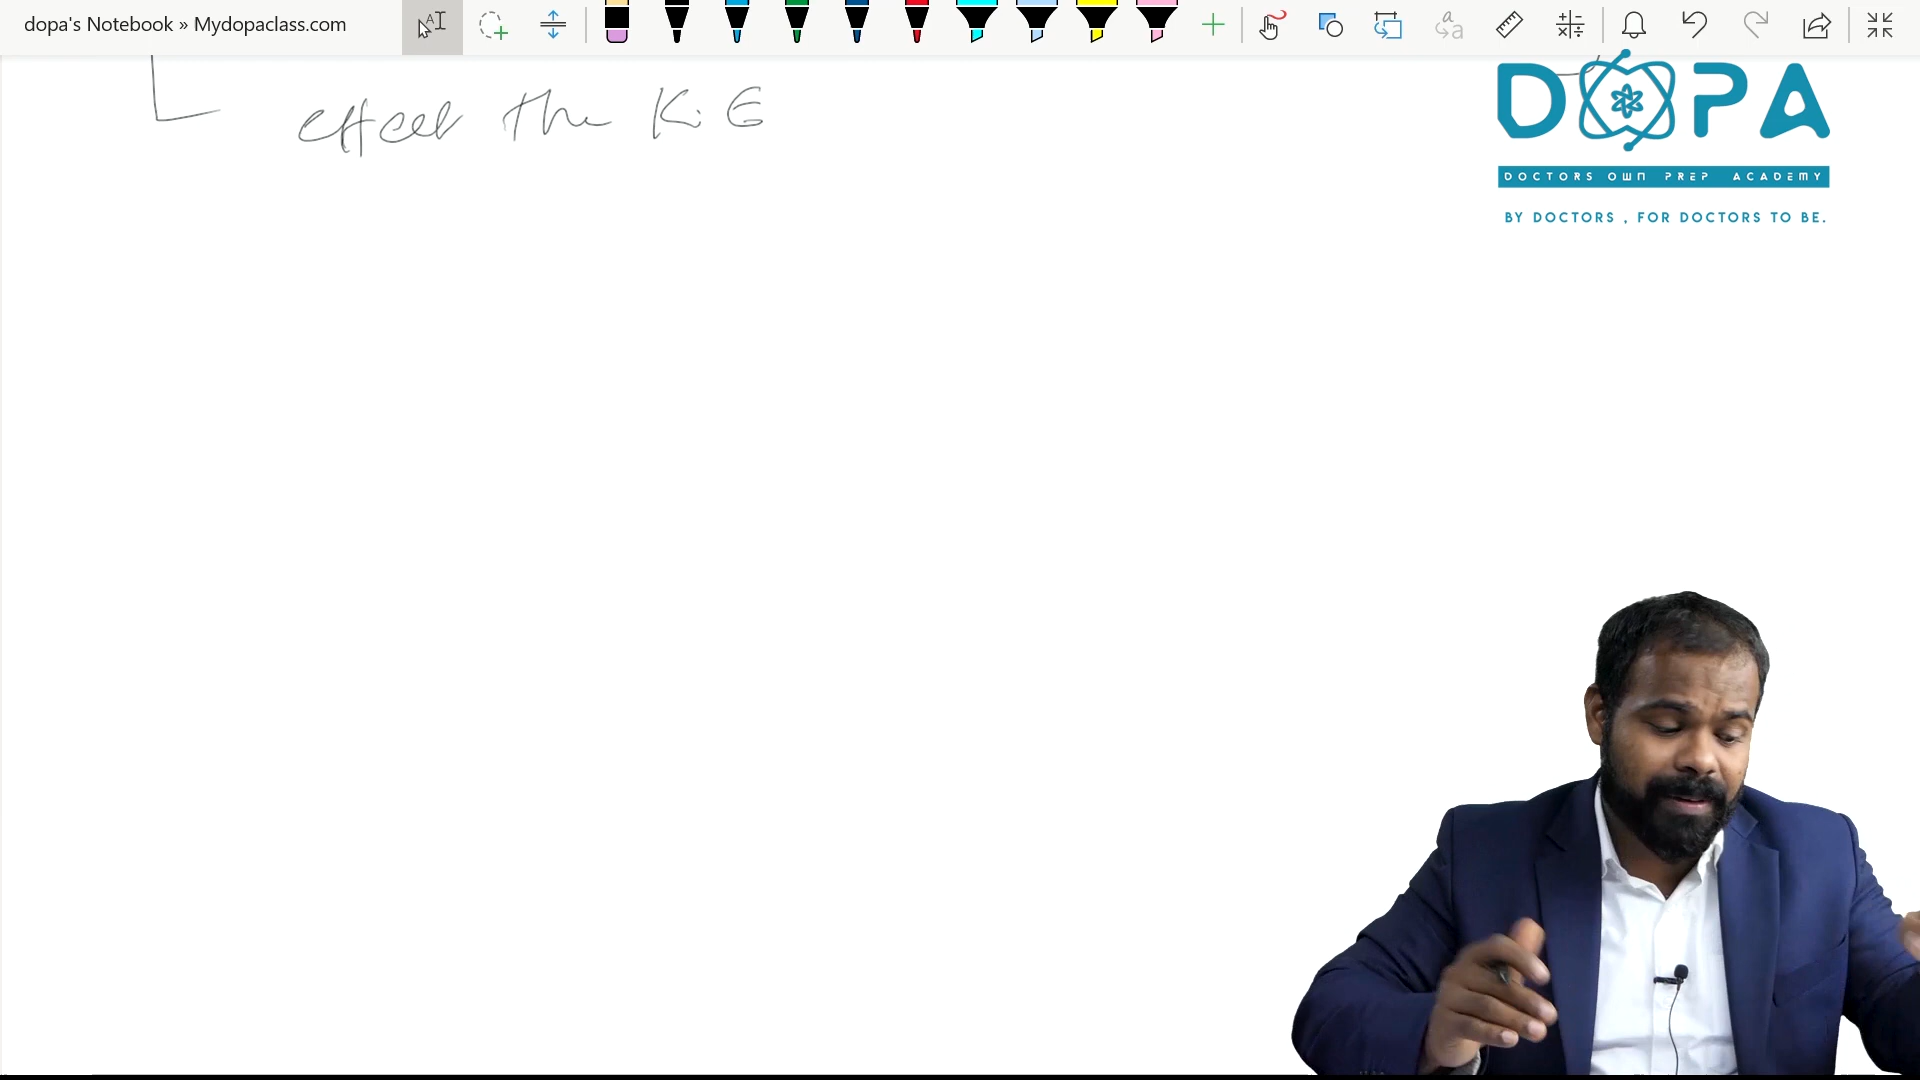 dopa's Notebook » Mydopaclass.com
effect the K.E
DOPA
DOCTORS OWN PREP ACADEMY
BY DOCTORS , FOR DOCTORS TO BE.